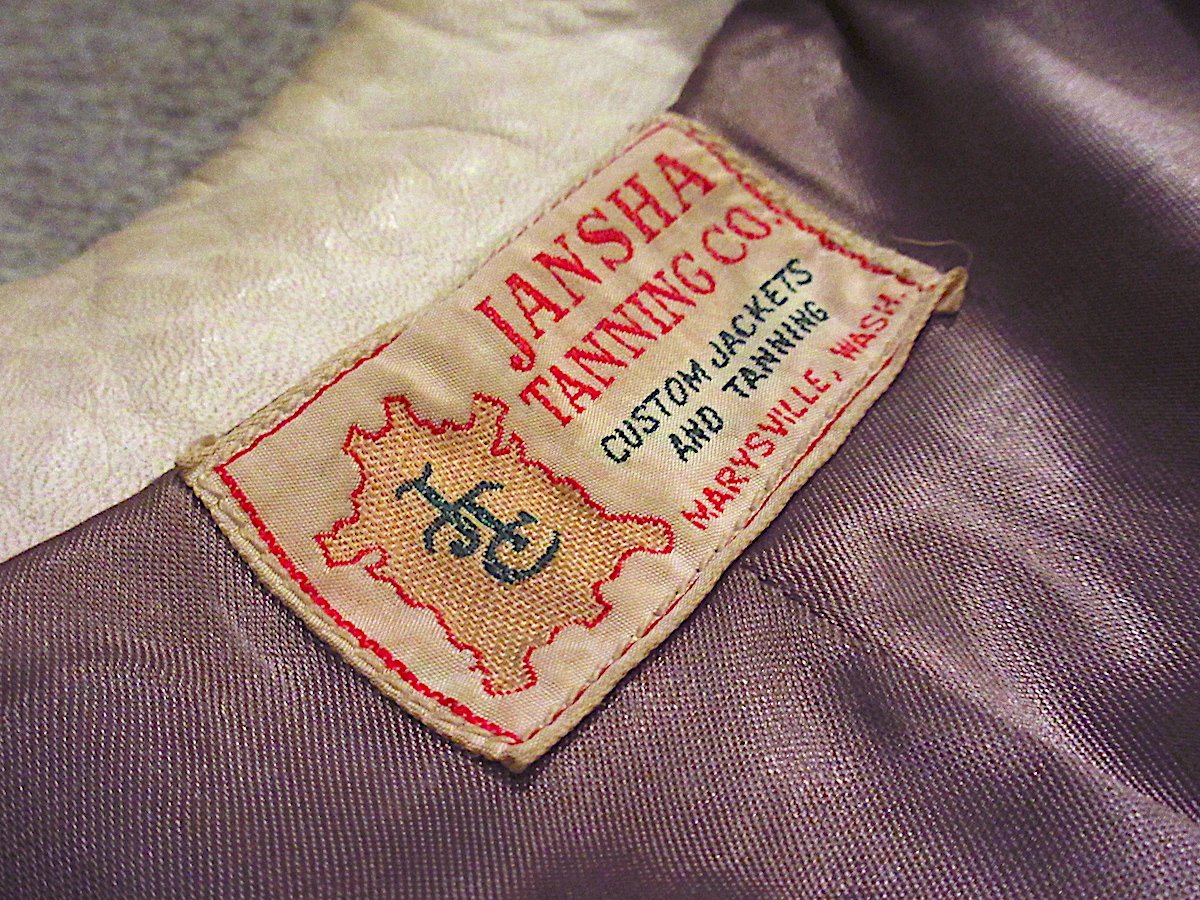 JANSHA
TANNING CO.
CUSTOM JACKETS
AND TANNING
MARYSVILLE, WASH.